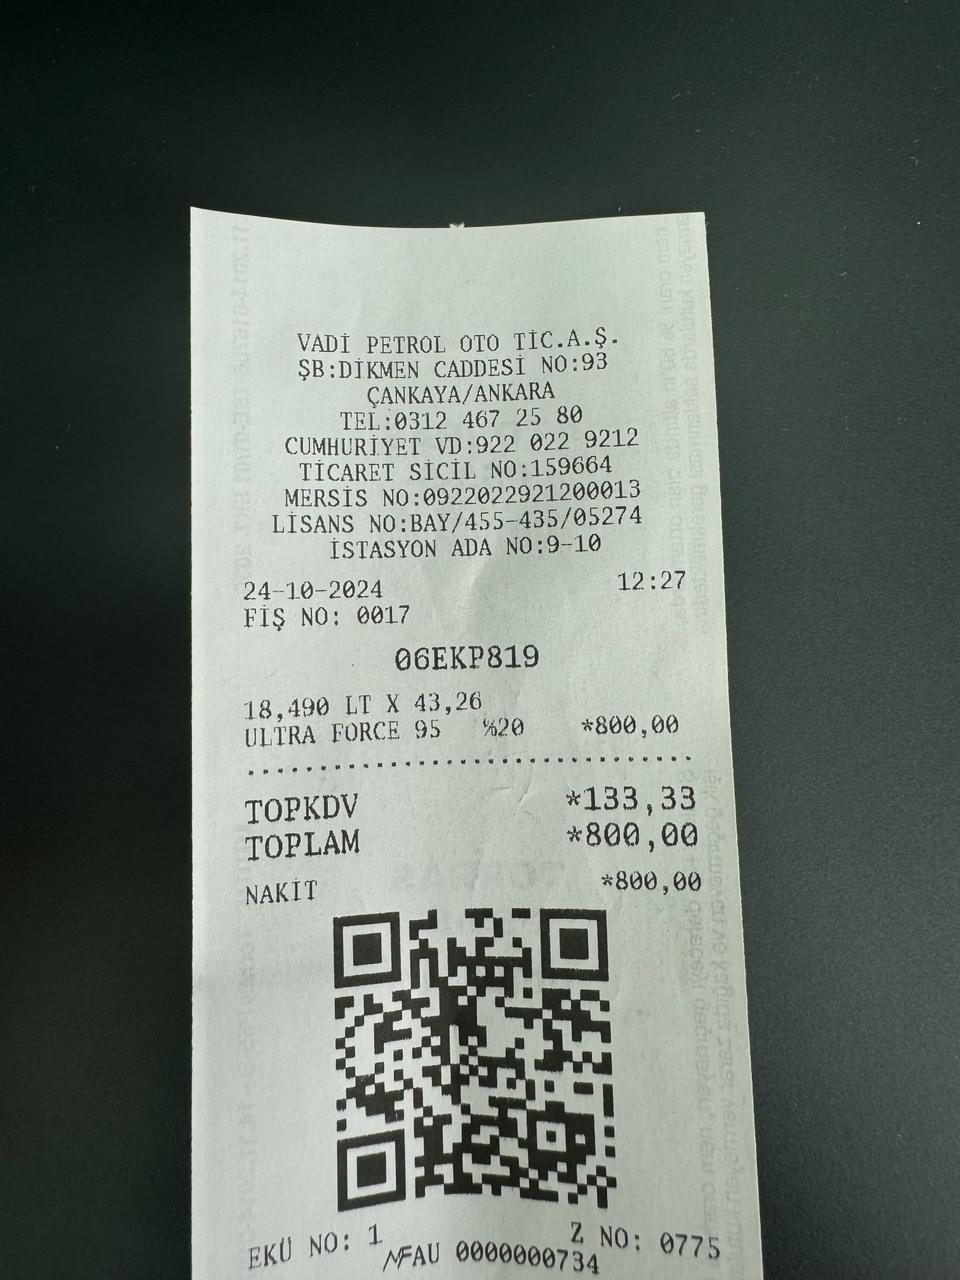 VADİ PETROL OTO TİC.A.Ş.
ŞB:DİKMEN CADDESİ NO:93
ÇANKAYA/ANKARA
TEL:0312 467 25 80
CUMHURİYET VD:922 022 9212
TİCARET SİCİL NO:159664
MERSİS NO:0922022921200013
LİSANS NO:BAY/455-435/05274
İSTASYON ADA NO:9-10
24-10-2024 12:27
FİŞ NO: 0017
06EKP819
18,490 LT X 43,26
ULTRA FORCE 95 %20 *800,00
TOPKDV *133,33
TOPLAM *800,00
NAKİT *800,00
EKÜ NO: 1 Z NO: 0775
MF AU 0000000734